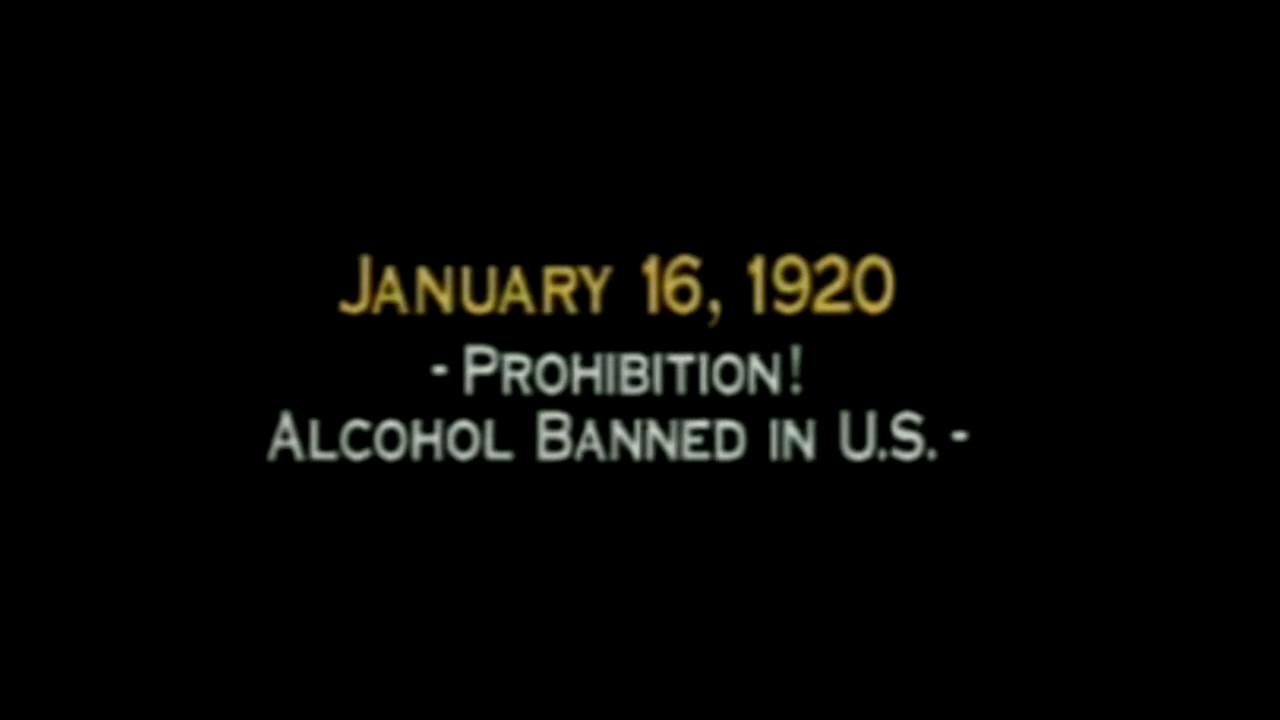 January 16, 1920
- Prohibition!
Alcohol Banned in U.S. -